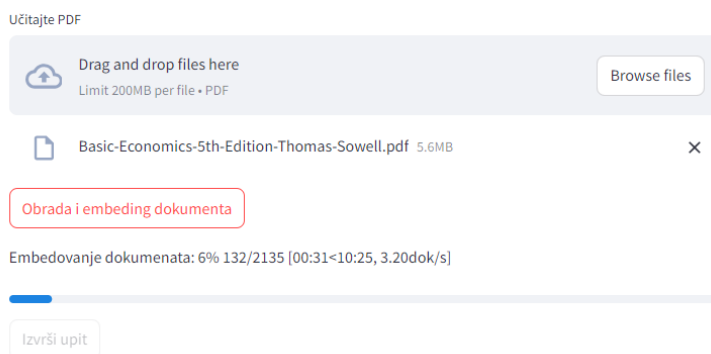 Učitajte PDF
Drag and drop files here
Limit 200MB per file • PDF
Browse files
Basic-Economics-5th-Edition-Thomas-Sowell.pdf 5.6MB
Obrada i embeding dokumenta
Embedovanje dokumenata: 6% 132/2135 [00:31<10:25, 3.20dok/s]
Izvrši upit